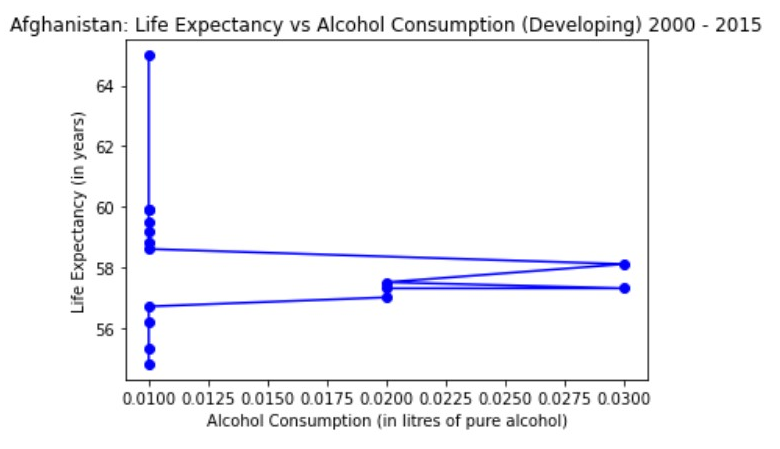 Afghanistan: Life Expectancy vs Alcohol Consumption (Developing) 2000 - 2015
Life Expectancy (in years)
64
62
60
58
56
0.0100 0.0125 0.0150 0.0175 0.0200 0.0225 0.0250 0.0275 0.0300
Alcohol Consumption (in litres of pure alcohol)